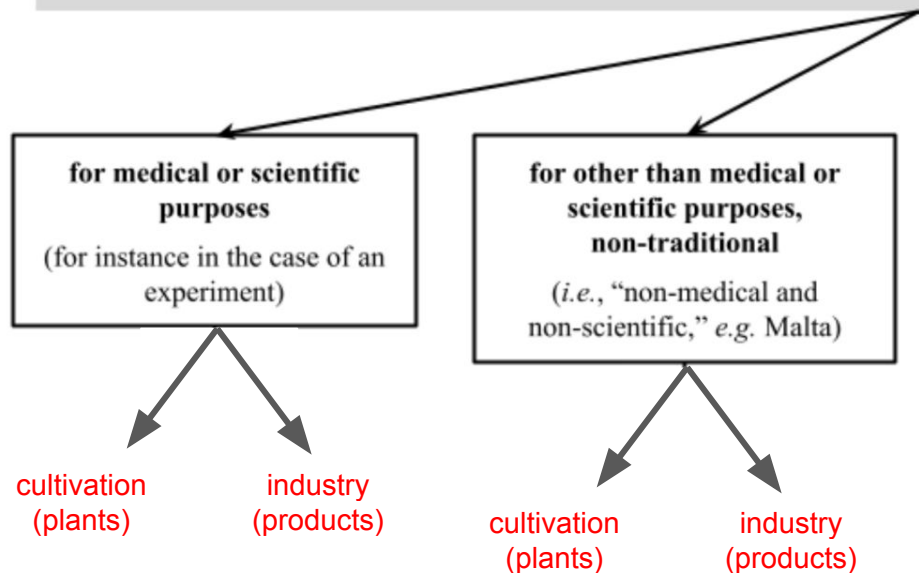 for medical or scientific
purposes
(for instance in the case of an
experiment)
for other than medical or
scientific purposes,
non-traditional
(i.e., “non-medical and
non-scientific,” e.g. Malta)
cultivation
(plants)
industry
(products)
cultivation
(plants)
industry
(products)